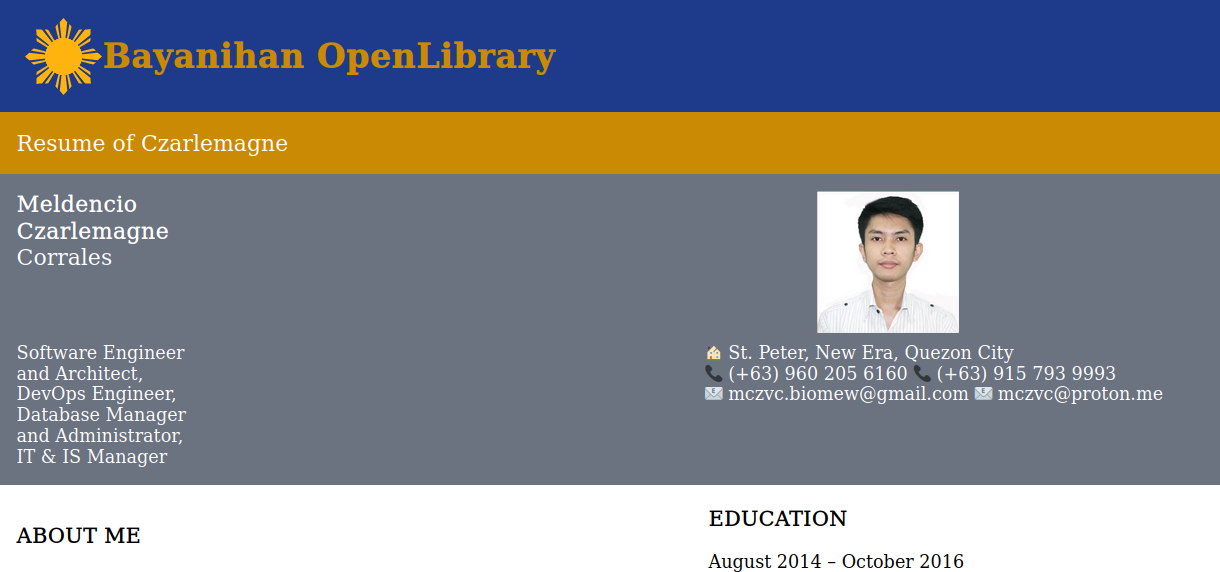 Bayanihan OpenLibrary
Resume of Czarlemagne
Meldencio
Czarlemagne
Corrales
Software Engineer
and Architect,
DevOps Engineer,
Database Manager
and Administrator,
IT & IS Manager
St. Peter, New Era, Quezon City
(+63) 960 205 6160 (+63) 915 793 9993
mczvc.biomew@gmail.com mczvc@proton.me
ABOUT ME
EDUCATION
August 2014 – October 2016